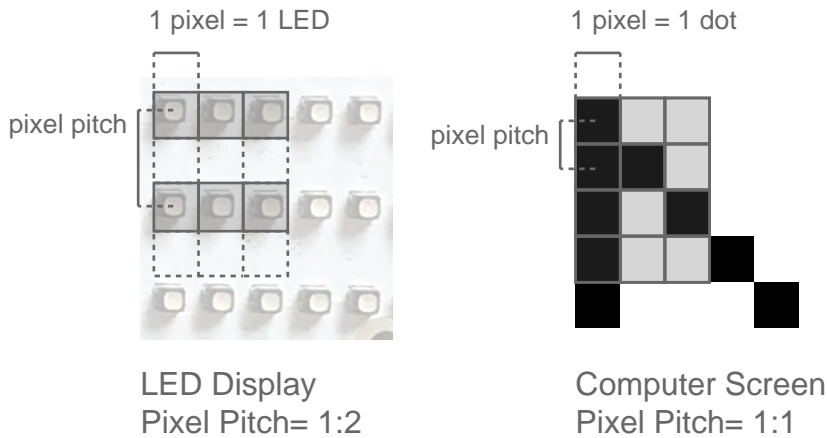 1 pixel = 1 LED
pixel pitch
LED Display
Pixel Pitch= 1:2
1 pixel = 1 dot
pixel pitch
Computer Screen
Pixel Pitch= 1:1